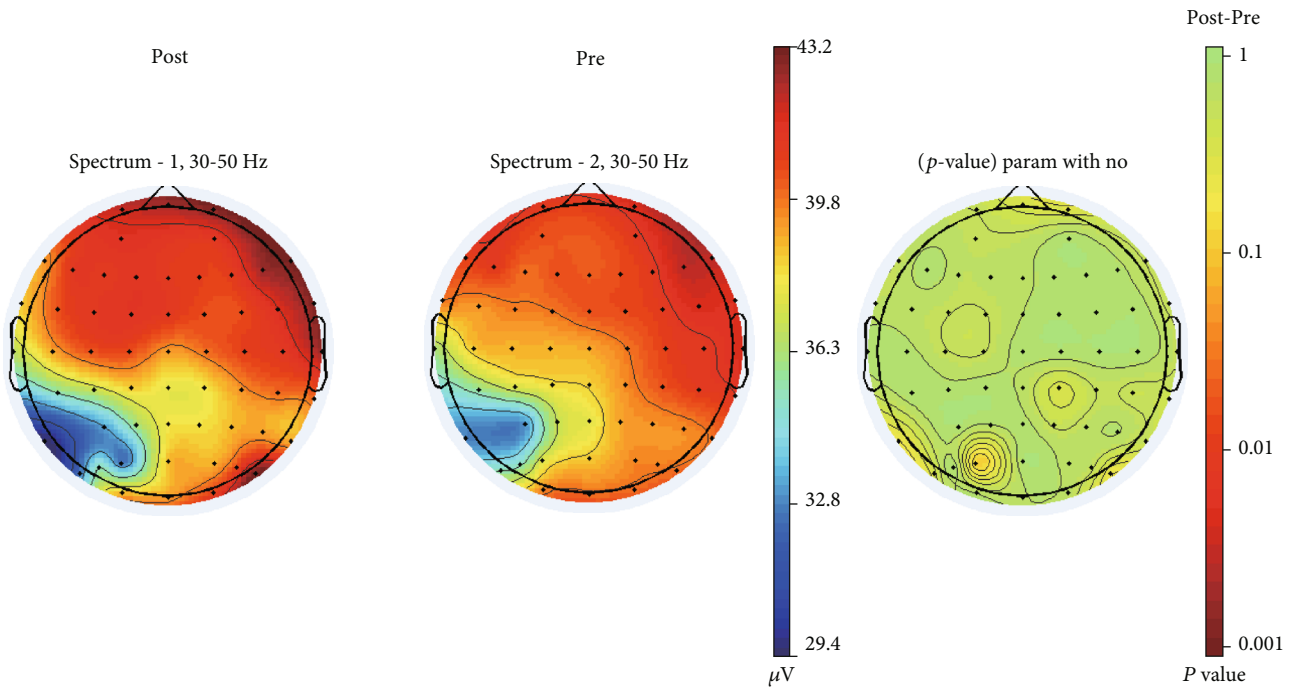 Post
Spectrum - 1, 30-50 Hz
Pre
Spectrum - 2, 30-50 Hz
43.2
39.8
36.3
32.8
29.4
μV
(p-value) param with no
Post-Pre
1
0.1
0.01
0.001
P value